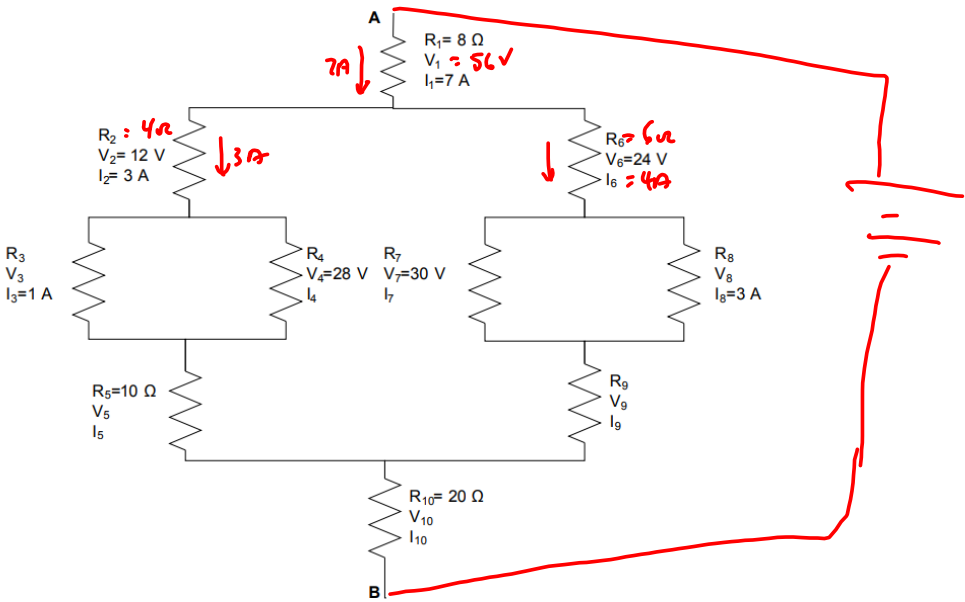 A
R₁= 8 Ω
V₁ = 56 V
I₁=7 A
7A
R₂ = 4Ω
V₂= 12 V
I₂= 3 A
3A
R₆= 6Ω
V₆=24 V
I₆ = 4A
R₃
V₃
I₃=1 A
R₄
V₄=28 V
I₄
R₇
V₇=30 V
I₇
R₈
V₈
I₈=3 A
R₅=10 Ω
V₅
I₅
R₉
V₉
I₉
R₁₀= 20 Ω
V₁₀
I₁₀
B